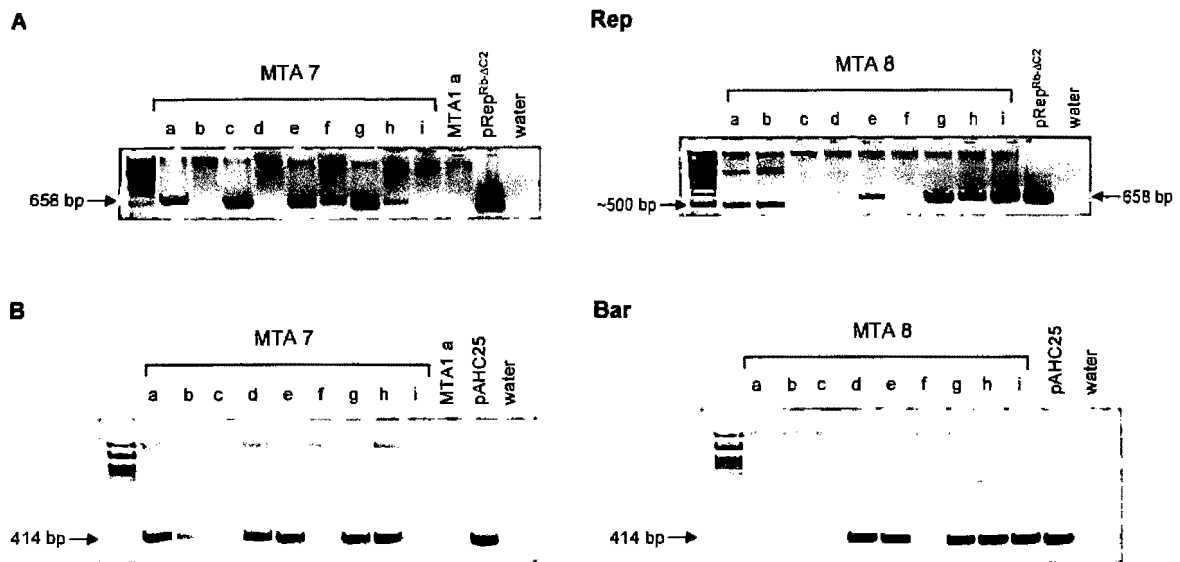 A
Rep
MTA 7
MTA1 a
pRep^Rb-ΔC2
water
a b c d e f g h i
658 bp
MTA 8
pRep^Rb-ΔC2
water
a b c d e f g h i
~500 bp
658 bp
B
Bar
MTA 7
MTA1 a
pAHC25
water
a b c d e f g h i
414 bp
MTA 8
pAHC25
water
a b c d e f g h i
414 bp